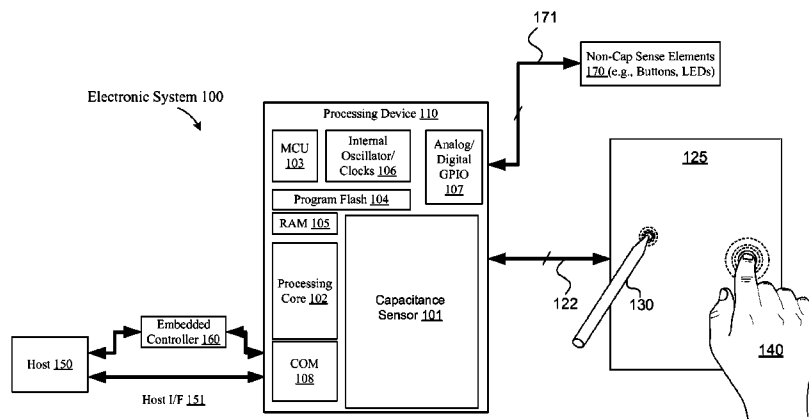 171
Non-Cap Sense Elements
170 (e.g., Buttons, LEDs)
Electronic System 100
Processing Device 110
MCU
103
Internal
Oscillator/
Clocks 106
Analog/
Digital
GPIO
107
Program Flash 104
RAM 105
Processing
Core 102
Capacitance
Sensor 101
COM
108
Embedded
Controller 160
Host 150
Host I/F 151
122
125
130
140